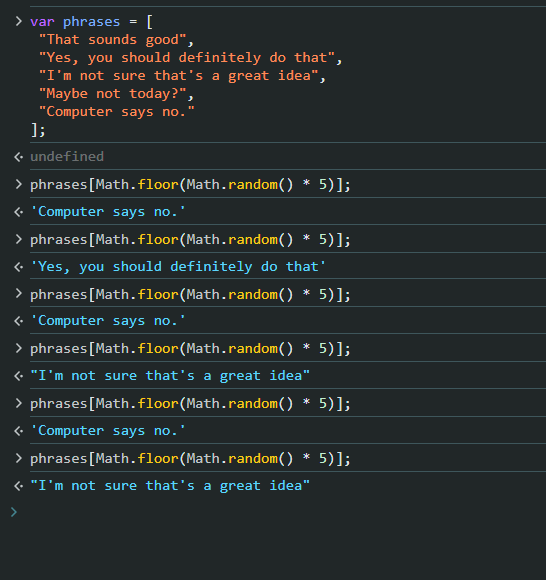 var phrases = [
"That sounds good",
"Yes, you should definitely do that",
"I'm not sure that's a great idea",
"Maybe not today?",
"Computer says no."
];
undefined
phrases[Math.floor(Math.random() * 5)];
'Computer says no.'
phrases[Math.floor(Math.random() * 5)];
'Yes, you should definitely do that'
phrases[Math.floor(Math.random() * 5)];
'Computer says no.'
phrases[Math.floor(Math.random() * 5)];
"I'm not sure that's a great idea"
phrases[Math.floor(Math.random() * 5)];
'Computer says no.'
phrases[Math.floor(Math.random() * 5)];
"I'm not sure that's a great idea"